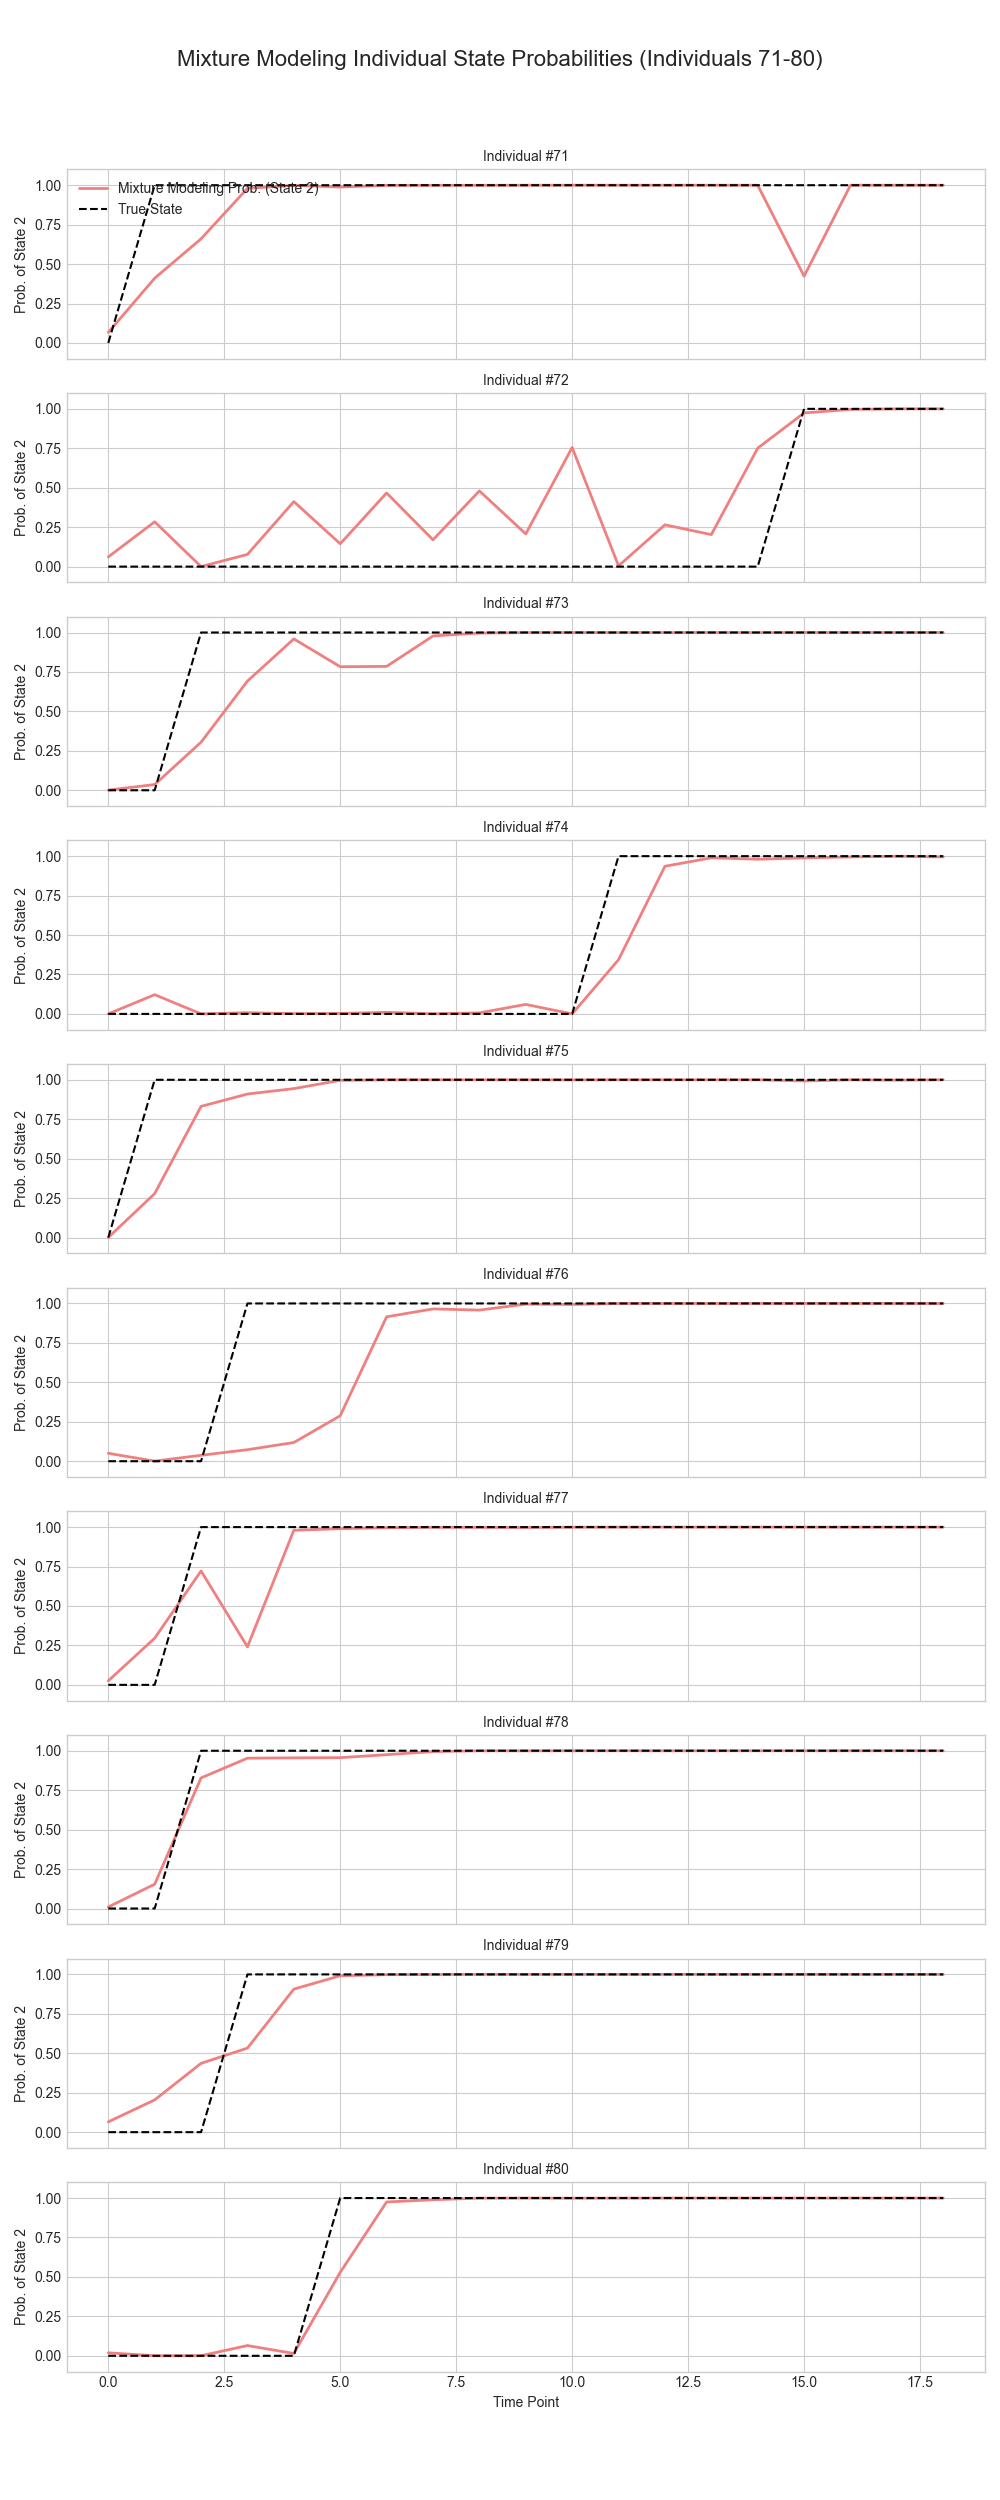 Mixture Modeling Individual State Probabilities (Individuals 71-80)
Individual #71
Prob. of State 2
1.00
0.75
0.50
0.25
0.00
Mixture Modeling Prob. (State 2)
True State
Individual #72
Prob. of State 2
1.00
0.75
0.50
0.25
0.00
Individual #73
Prob. of State 2
1.00
0.75
0.50
0.25
0.00
Individual #74
Prob. of State 2
1.00
0.75
0.50
0.25
0.00
Individual #75
Prob. of State 2
1.00
0.75
0.50
0.25
0.00
Individual #76
Prob. of State 2
1.00
0.75
0.50
0.25
0.00
Individual #77
Prob. of State 2
1.00
0.75
0.50
0.25
0.00
Individual #78
Prob. of State 2
1.00
0.75
0.50
0.25
0.00
Individual #79
Prob. of State 2
1.00
0.75
0.50
0.25
0.00
Individual #80
Prob. of State 2
1.00
0.75
0.50
0.25
0.00
0.0 2.5 5.0 7.5 10.0 12.5 15.0 17.5
Time Point